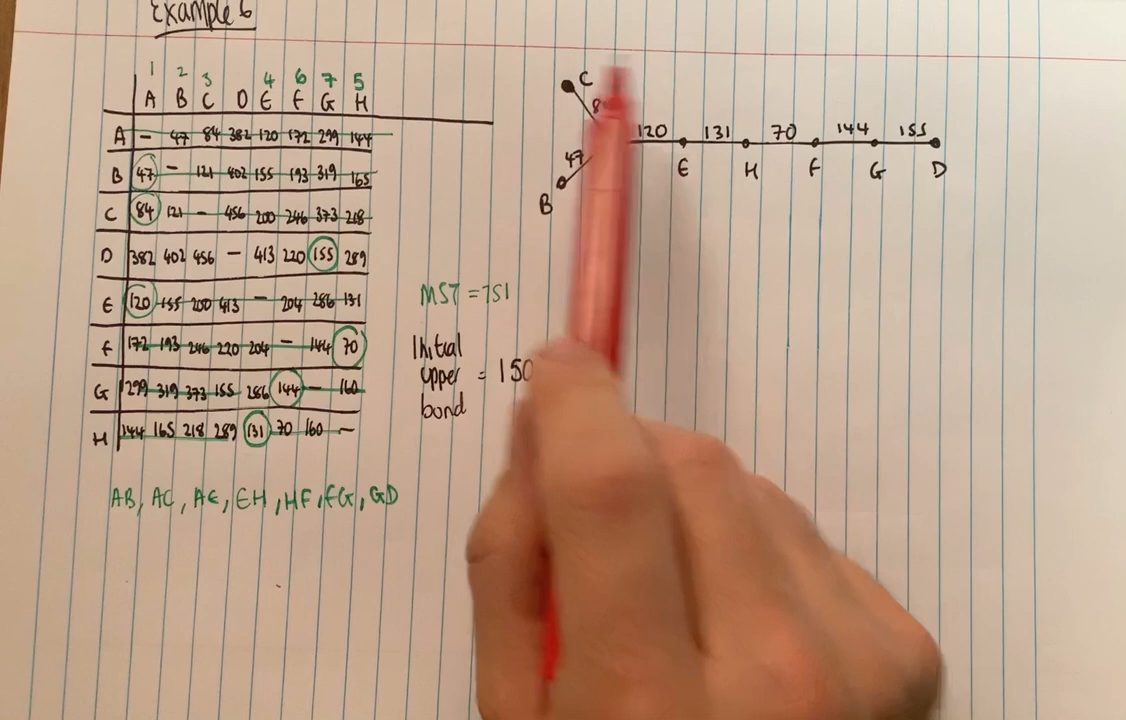 Example 6
1 2 3 4 6 7 5
A B C D E F G H
A - 47 84 382 120 172 299 144
B 47 - 121 402 155 193 319 165
C 84 121 - 456 200 246 373 218
D 382 402 456 - 413 220 155 289
E 120 155 200 413 - 204 286 131
F 172 193 246 220 204 - 144 70
G 299 319 373 155 286 144 - 160
H 144 165 218 289 131 70 160 -
AB, AC, AE, EH, HF, FG, GD
C
120 131 70 144 155
47
E H F G D
B
MST = 751
Initial
upper = 150
bond